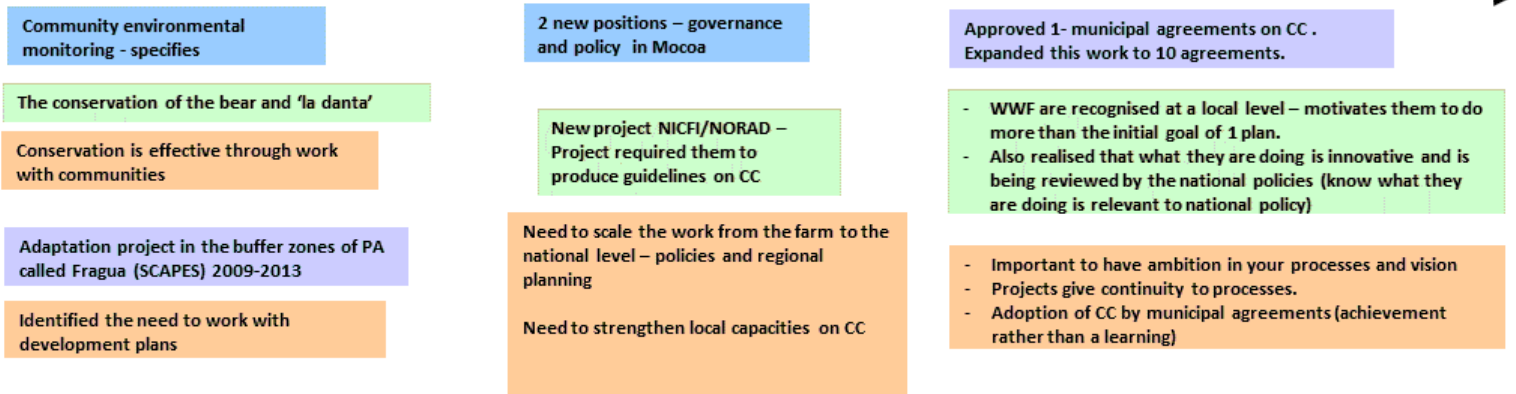 Community environmental
monitoring - specifies
The conservation of the bear and ‘la danta’
Conservation is effective through work
with communities
Adaptation project in the buffer zones of PA
called Fragua (SCAPES) 2009-2013
Identified the need to work with
development plans
2 new positions – governance
and policy in Mocoa
New project NICFI/NORAD –
Project required them to
produce guidelines on CC
Need to scale the work from the farm to the
national level – policies and regional
planning
Need to strengthen local capacities on CC
Approved 1- municipal agreements on CC .
Expanded this work to 10 agreements.
- WWF are recognised at a local level – motivates them to do
more than the initial goal of 1 plan.
- Also realised that what they are doing is innovative and is
being reviewed by the national policies (know what they
are doing is relevant to national policy)
- Important to have ambition in your processes and vision
- Projects give continuity to processes.
- Adoption of CC by municipal agreements (achievement
rather than a learning)